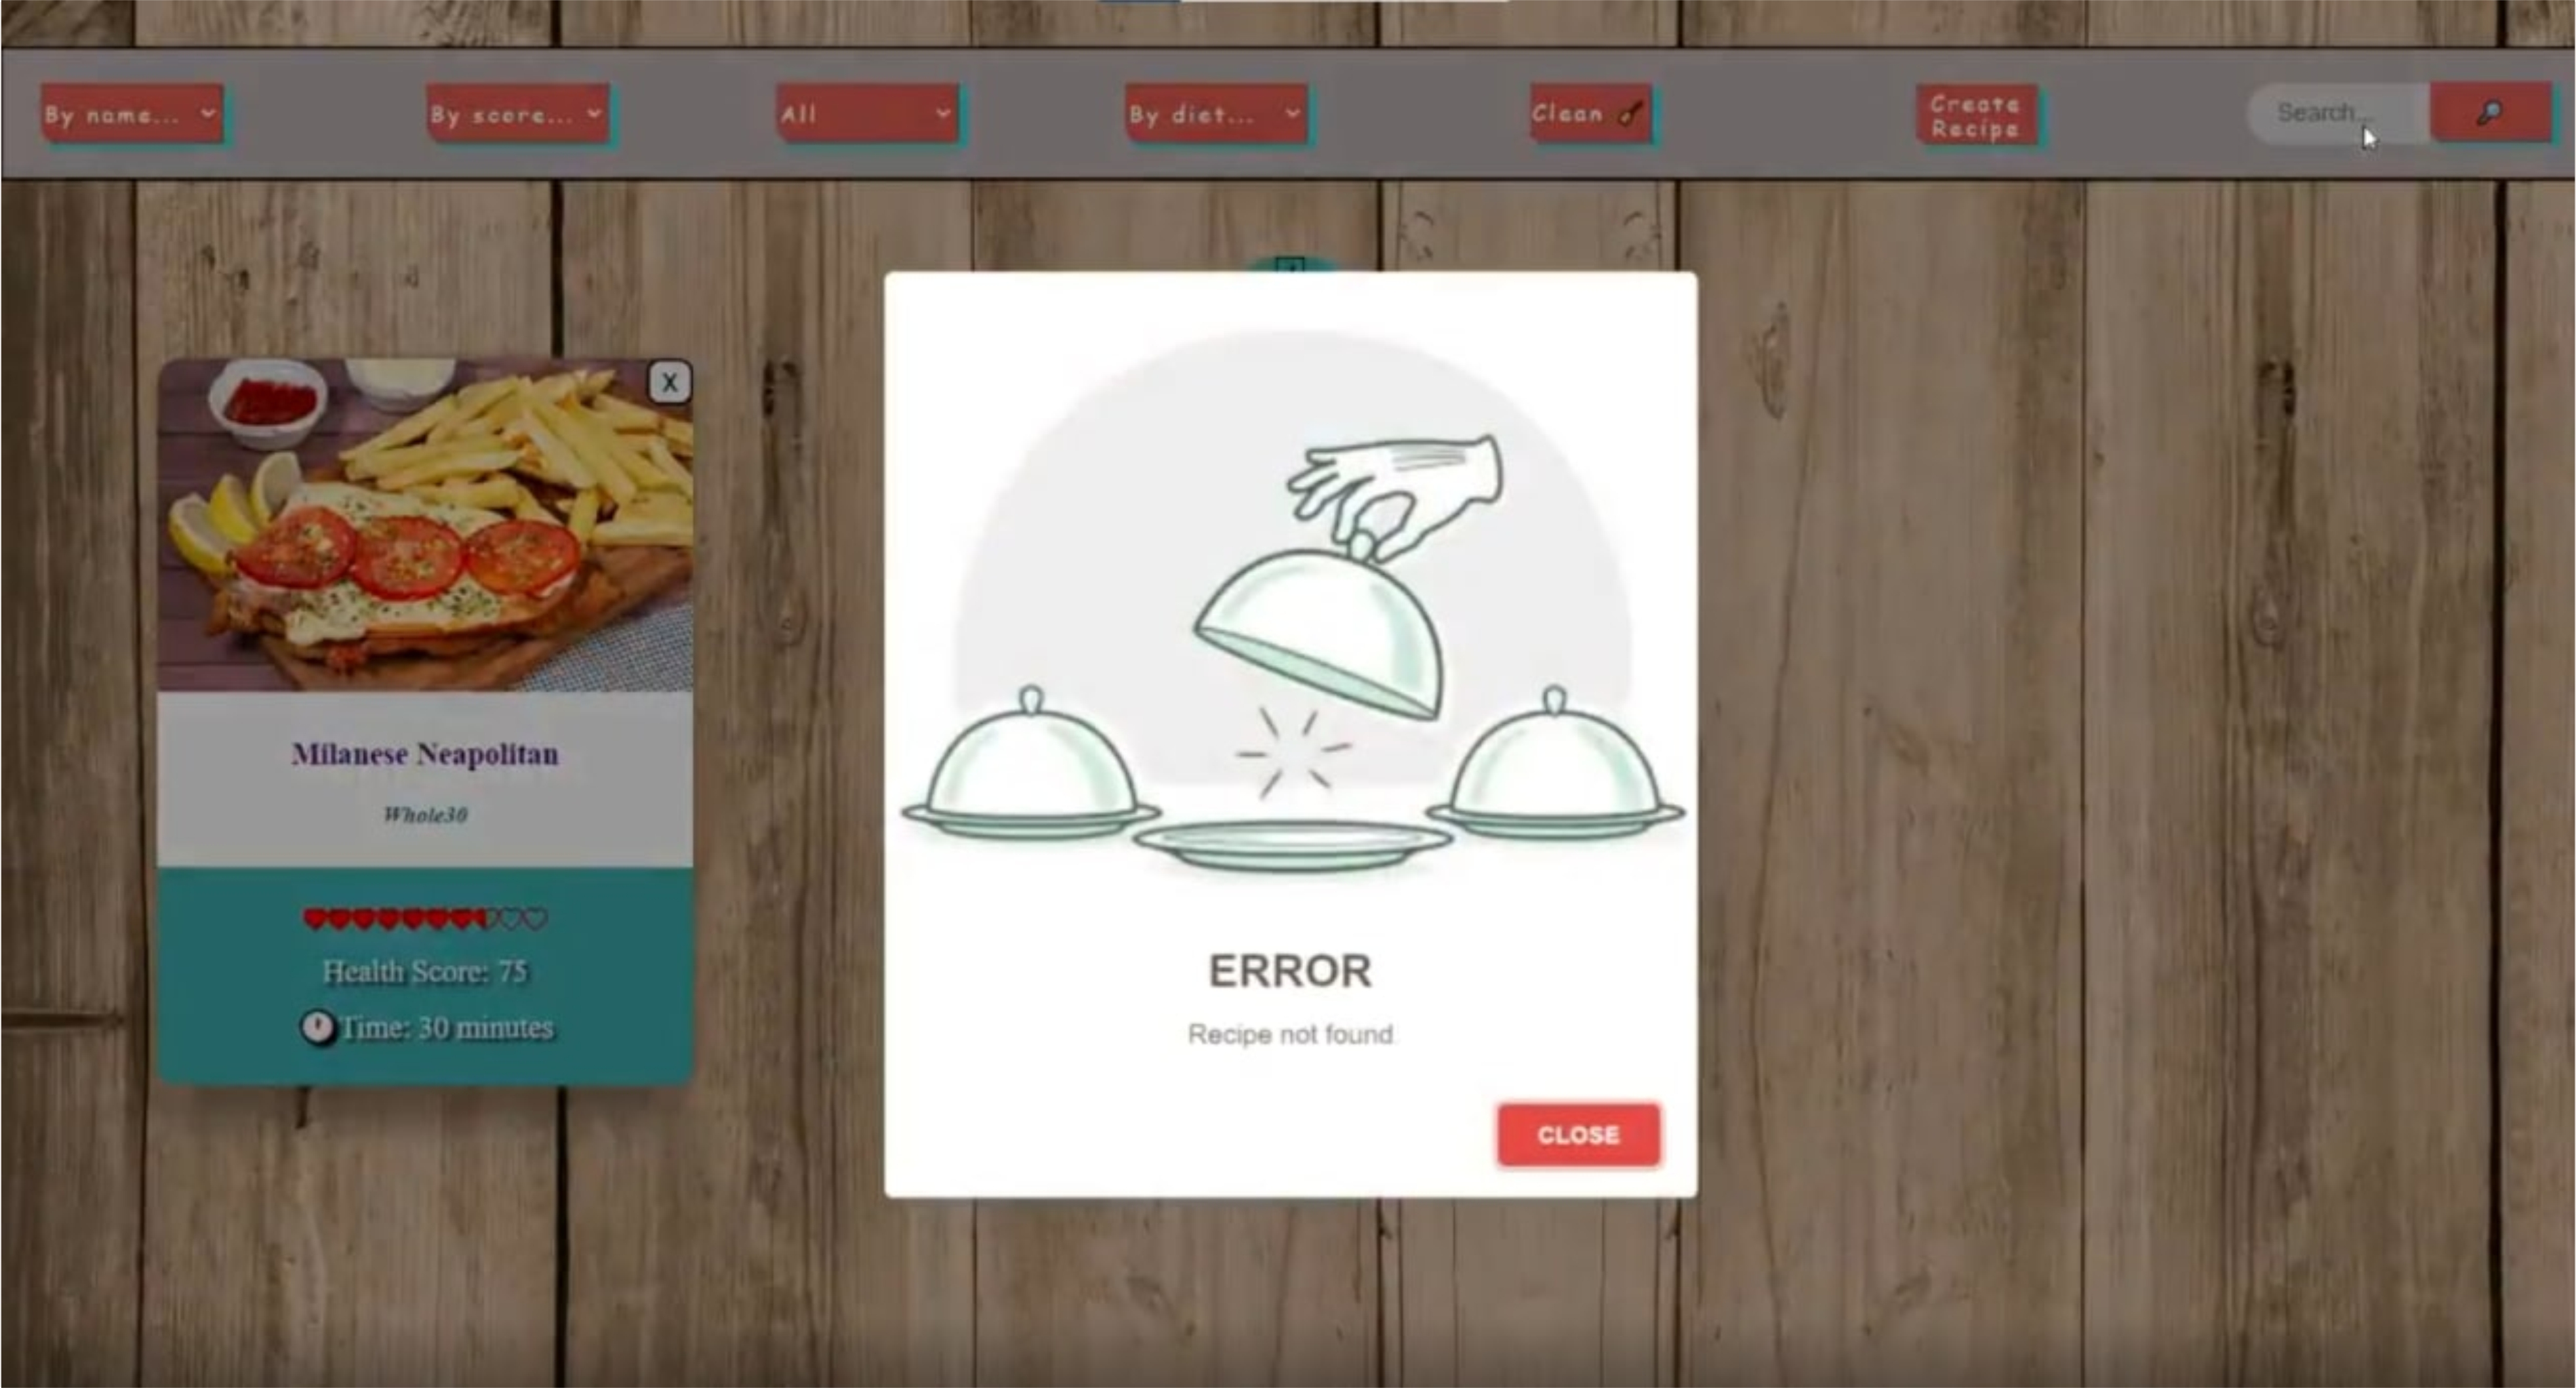 By name...
By score...
All
By diet...
Clean
Create
Recipe
Search...
X
Milanese Neapolitan
Whole30
Health Score: 75
Time: 30 minutes
ERROR
Recipe not found
CLOSE